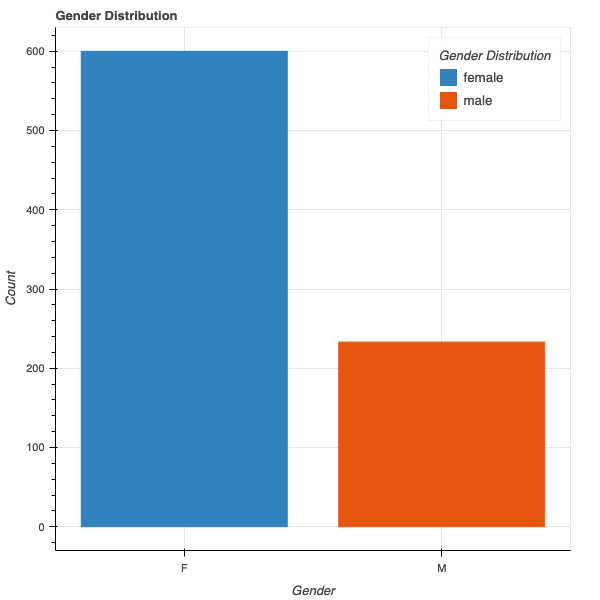 Gender Distribution
Gender Distribution
female
male
600
500
400
300
200
100
0
Count
F
M
Gender